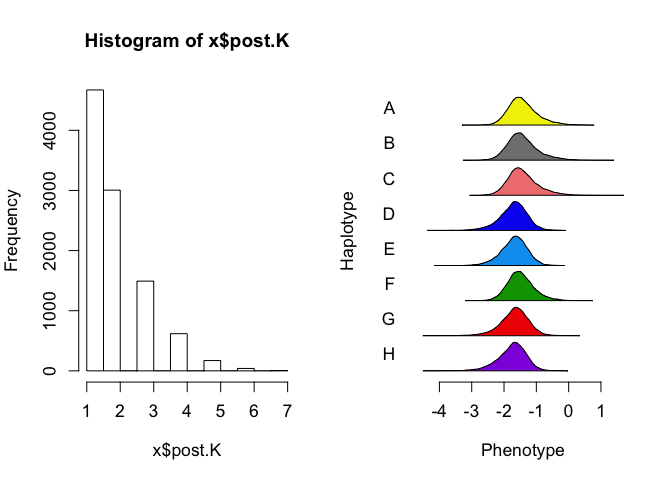 Histogram of x$post.K
Frequency
0
1000
2000
3000
4000
1 2 3 4 5 6 7
x$post.K
Haplotype
A
B
C
D
E
F
G
H
-4 -3 -2 -1 0 1
Phenotype